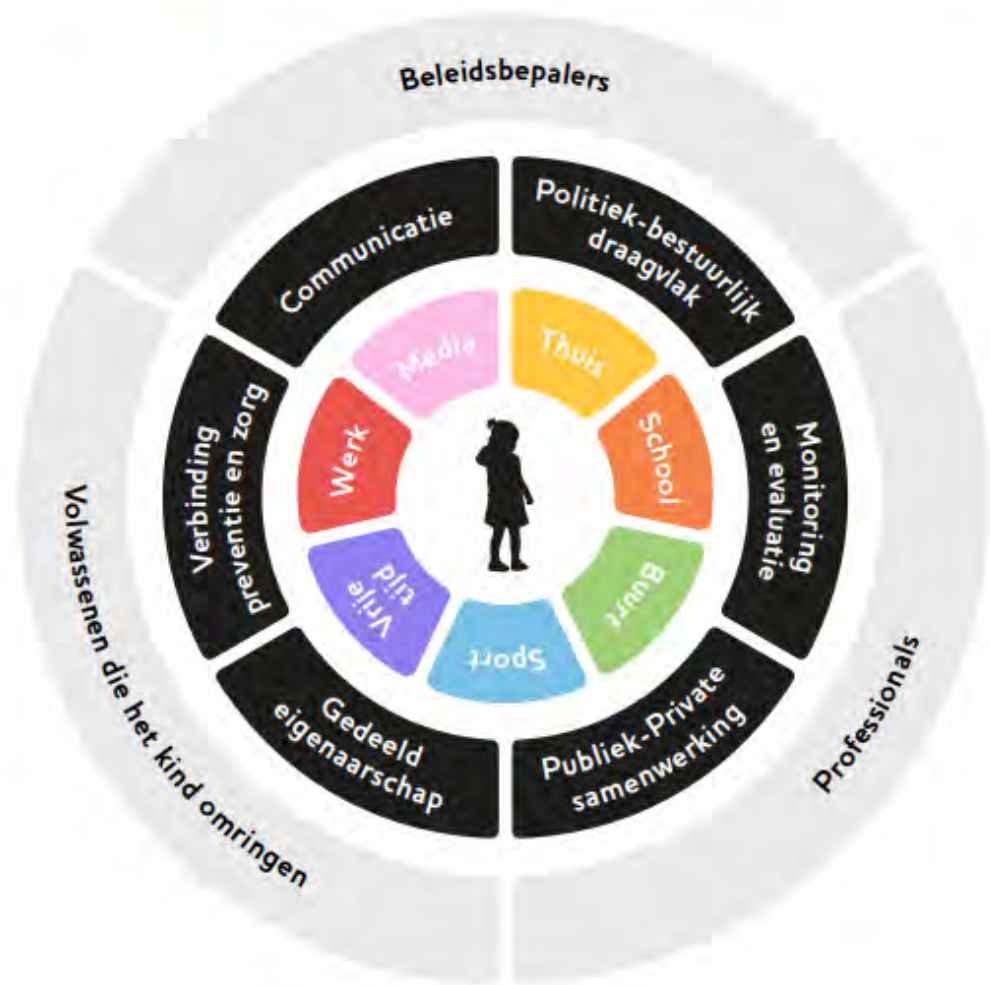 Beleidsbepalers
Communicatie
Politiek-bestuurlijk
draagvlak
Media
Thuis
Verbinding
preventie en zorg
Werk
School
Monitoring
en evaluatie
Vrije
tijd
Buurt
Sport
Gedeeld
eigenaarschap
Publiek-Private
samenwerking
Volwassenen die het kind omringen
Professionals